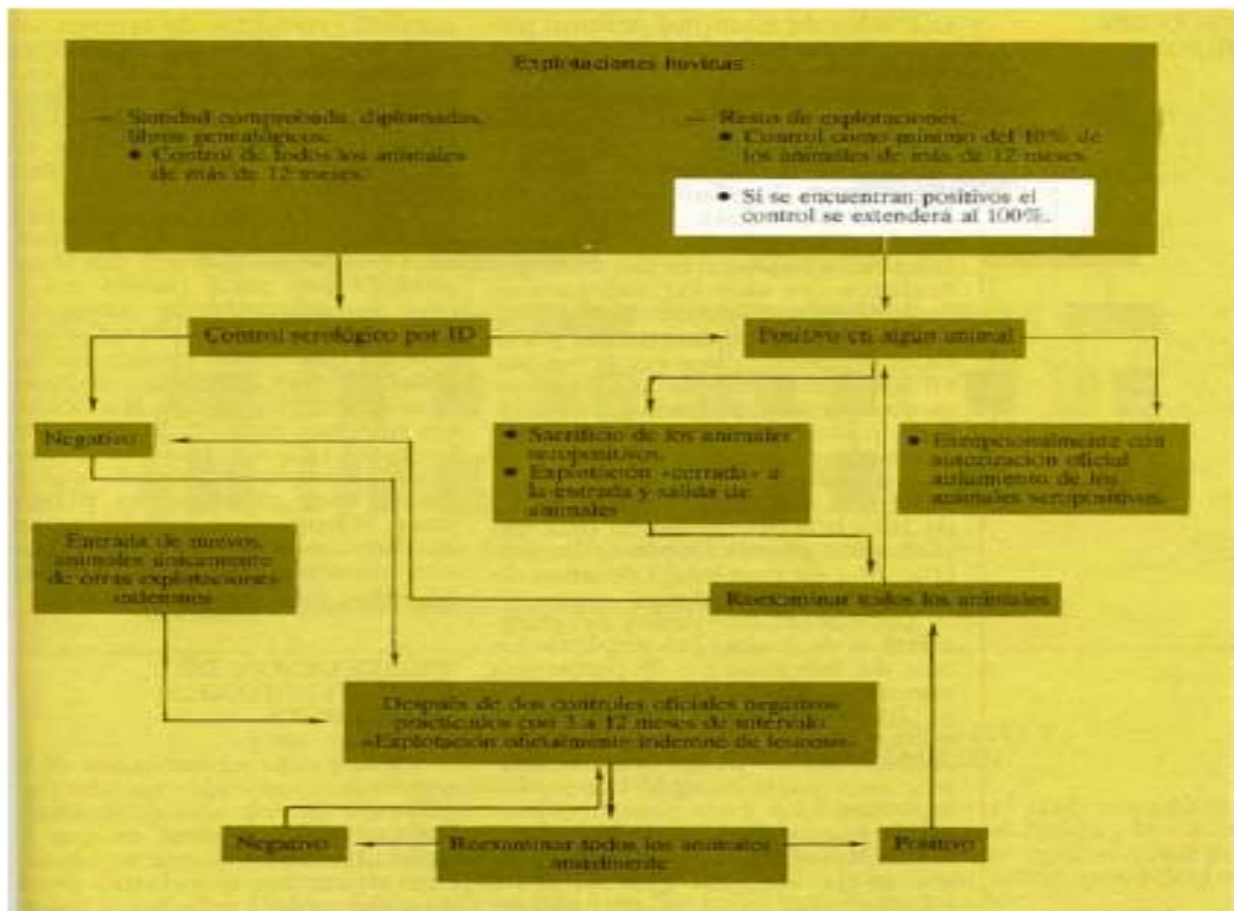 Explotaciones bovinas
— Sanidad comprobada, diplomadas,
libros genealógicos.
● Control de todos los animales
de más de 12 meses.
— Resto de explotaciones:
● Control como mínimo del 10% de
los animales de más de 12 meses
● Si se encuentran positivos el
control se extenderá al 100%.
Control serológico por ID
Positivo en algún animal
Negativo
● Sacrificio de los animales
seropositivos.
● Explotación «cerrada» a
la entrada y salida de
animales
● Excepcionalmente con
autorización oficial
aislamiento de los
animales seropositivos.
Entrada de nuevos
animales únicamente
de otras explotaciones
indemnes
Reexaminar todos los animales
Después de dos controles oficiales negativos
practicados con 3 a 12 meses de intérvalo
«Explotación oficialmente indemne de leucosis»
Negativo
Reexaminar todos los animales
anualmente
Positivo